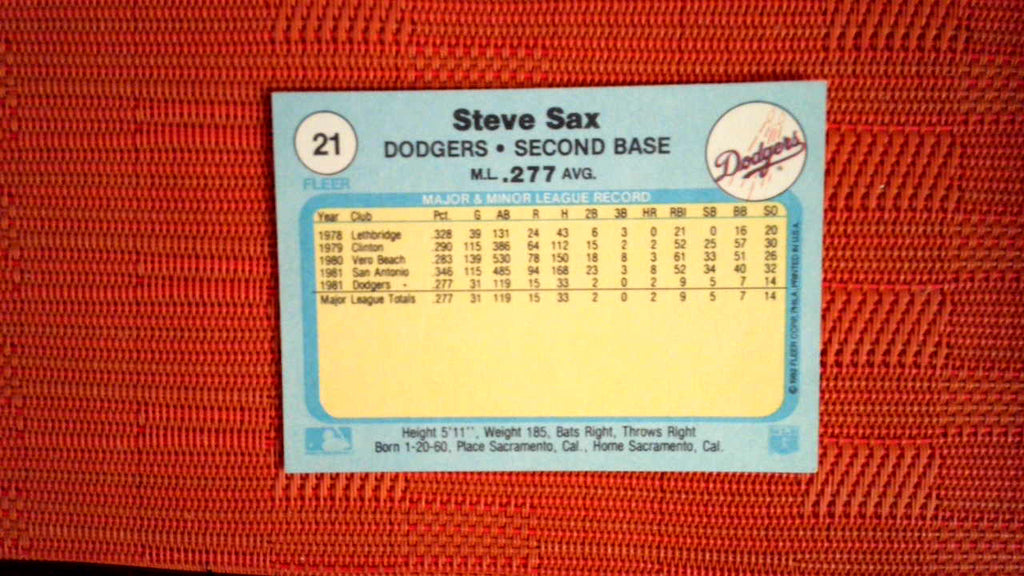 21
FLEER
Steve Sax
DODGERS • SECOND BASE
M.L. .277 AVG.
Dodgers
MAJOR & MINOR LEAGUE RECORD
Year Club Pct. G AB R H 2B 3B HR RBI SB BB SO
1978 Lethbridge .328 39 131 24 43 6 3 0 21 0 16 20
1979 Clinton .290 115 386 64 112 15 2 2 52 25 57 30
1980 Vero Beach .283 139 530 78 150 18 8 3 61 33 51 26
1981 San Antonio .346 115 485 94 168 23 3 8 52 34 40 32
1981 Dodgers .277 31 119 15 33 2 0 2 9 5 7 14
Major League Totals .277 31 119 15 33 2 0 2 9 5 7 14
© 1982 FLEER CORP. PHILA. PRINTED IN U.S.A.
Height 5'11'', Weight 185, Bats Right, Throws Right
Born 1-20-60, Place Sacramento, Cal., Home Sacramento, Cal.